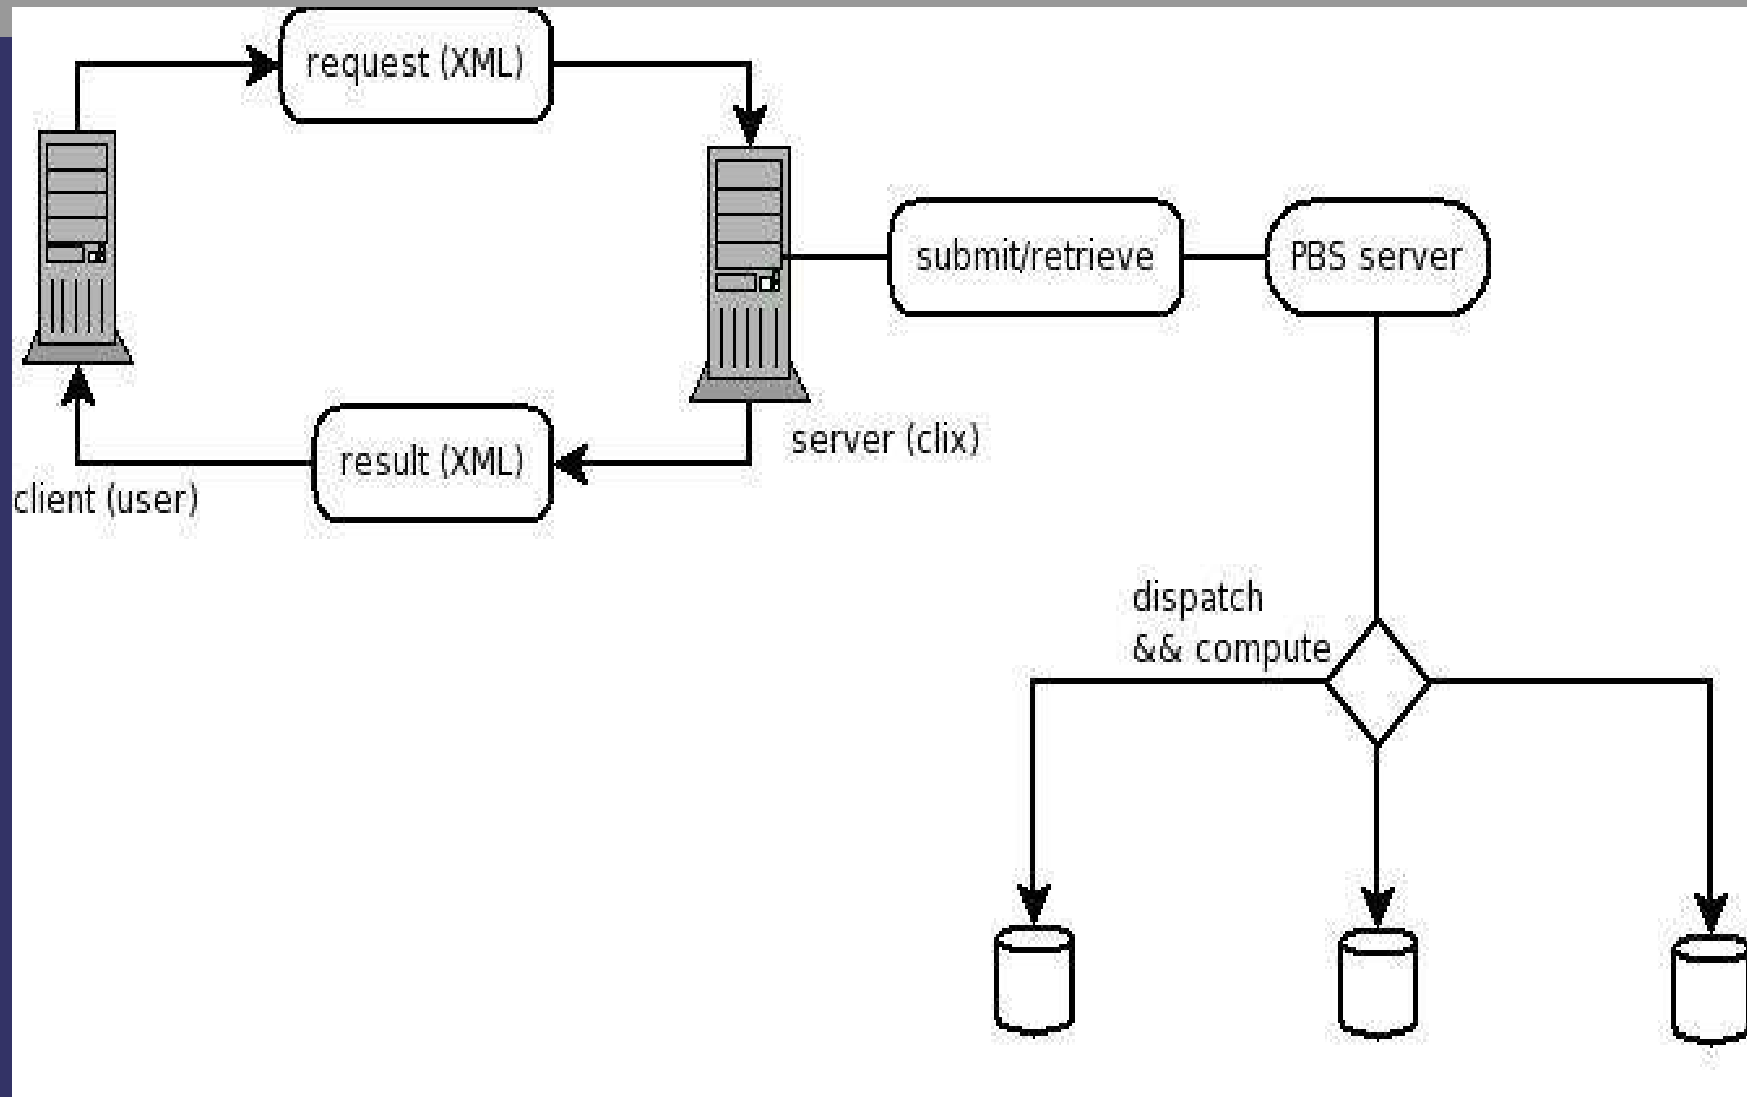 request (XML)
submit/retrieve
PBS server
server (clix)
result (XML)
client (user)
dispatch
&& compute